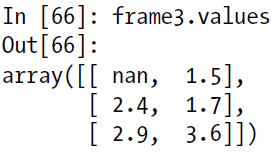 In [66]: frame3.values
Out[66]:
array([[ nan,  1.5],
       [ 2.4,  1.7],
       [ 2.9,  3.6]])